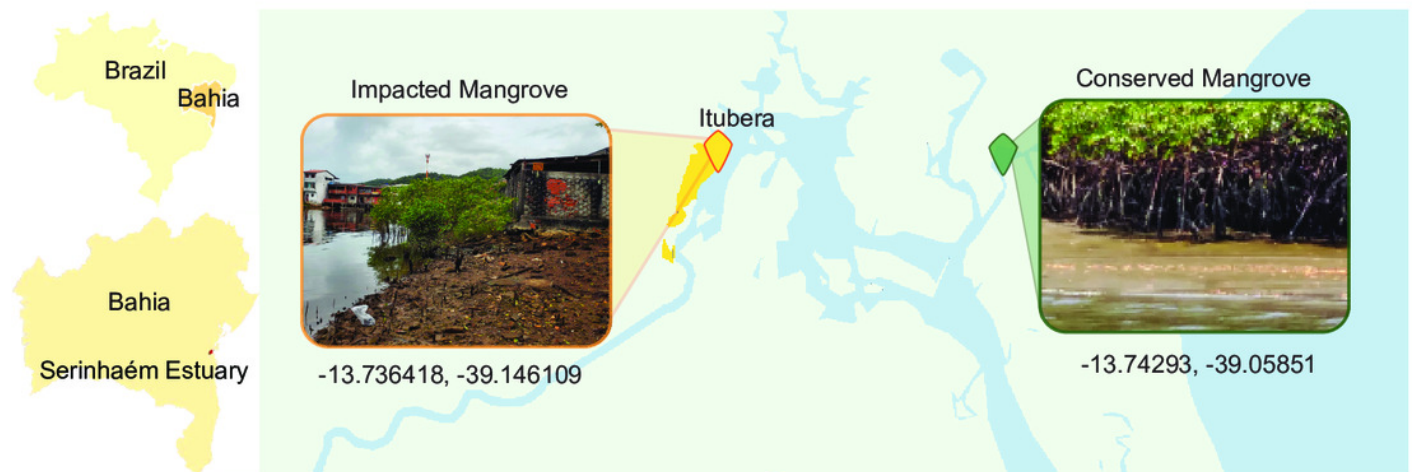 Brazil
Bahia
Bahia
Serinhaém Estuary
Impacted Mangrove
-13.736418, -39.146109
Itubera
Conserved Mangrove
-13.74293, -39.05851